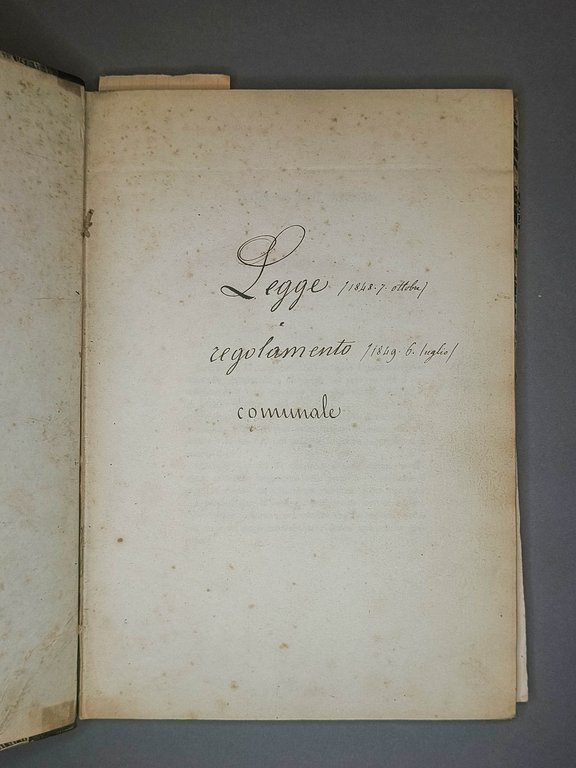 Legge /1848. 7. ottobre/
regolamento /1849. 6. luglio/
comunale